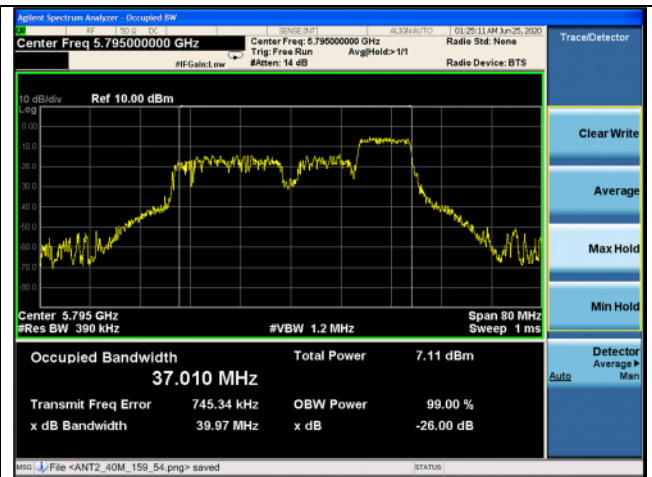 Agilent Spectrum Analyzer - Occupied BW
RF 50 Ω DC SENSE:INT ALIGN AUTO 01:25:11 AM Jun 25, 2020
Center Freq 5.795000000 GHz
Center Freq: 5.795000000 GHz Radio Std: None
Trig: Free Run Avg|Hold:>1/1
#IFGain:Low #Atten: 14 dB Radio Device: BTS
Trace/Detector
10 dB/div Ref 10.00 dBm
Log
0.00
-10.0
-20.0
-30.0
-40.0
-50.0
-60.0
-70.0
-80.0
Clear Write
Average
Max Hold
Min Hold
Detector
Average▶
Auto Man
Center 5.795 GHz Span 80 MHz
#Res BW 390 kHz #VBW 1.2 MHz Sweep 1 ms
Occupied Bandwidth Total Power 7.11 dBm
37.010 MHz
Transmit Freq Error 745.34 kHz OBW Power 99.00 %
x dB Bandwidth 39.97 MHz x dB -26.00 dB
MSG File <ANT2_40M_159_54.png> saved STATUS